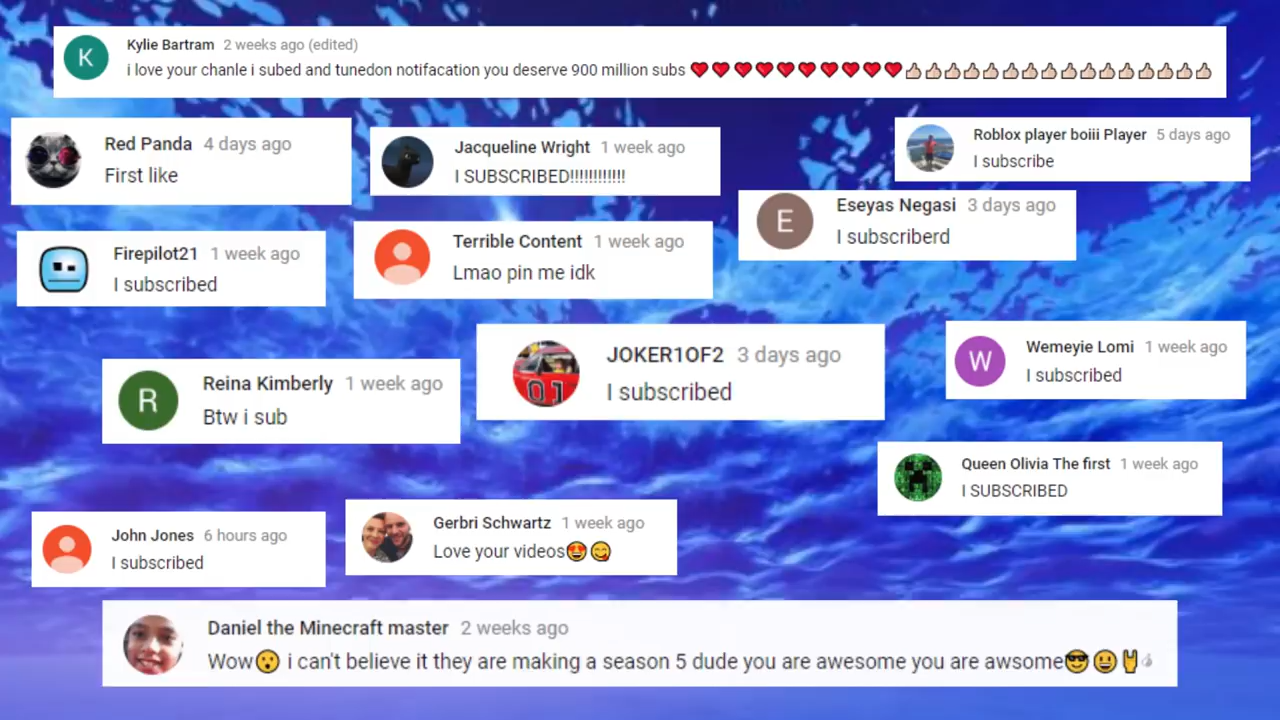 K
Kylie Bartram 2 weeks ago (edited)
i love your chanle i subed and tunedon notifacation you deserve 900 million subs ❤❤❤❤❤❤❤❤❤❤👍🏻👍🏻👍🏻👍🏻👍🏻👍🏻👍🏻👍🏻👍🏻👍🏻👍🏻👍🏻👍🏻👍🏻👍🏻
Red Panda 4 days ago
First like
Jacqueline Wright 1 week ago
I SUBSCRIBED!!!!!!!!!!!!
Roblox player boiii Player 5 days ago
I subscribe
E
Eseyas Negasi 3 days ago
I subscriberd
Firepilot21 1 week ago
I subscribed
Terrible Content 1 week ago
Lmao pin me idk
R
Reina Kimberly 1 week ago
Btw i sub
01
JOKER1OF2 3 days ago
I subscribed
W
Wemeyie Lomi 1 week ago
I subscribed
Queen Olivia The first 1 week ago
I SUBSCRIBED
John Jones 6 hours ago
I subscribed
Gerbri Schwartz 1 week ago
Love your videos😍😋
Daniel the Minecraft master 2 weeks ago
Wow😮 i can't believe it they are making a season 5 dude you are awesome you are awsome😎😃🤘💣